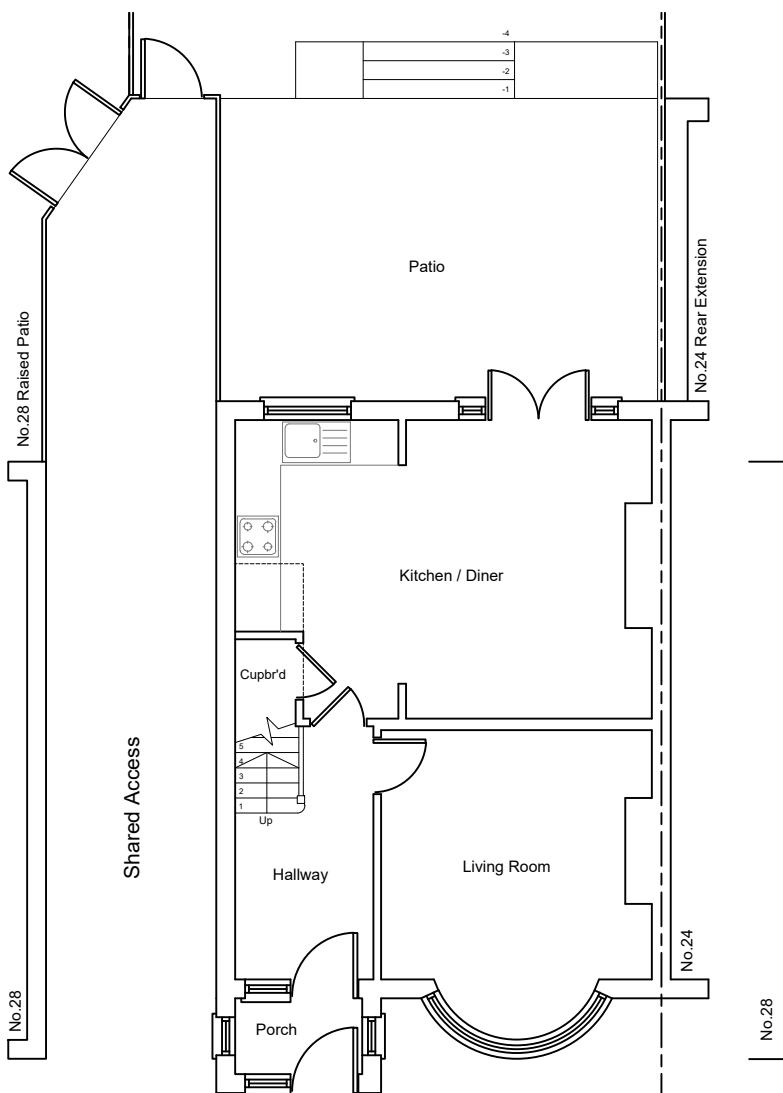 -4
-3
-2
-1
Patio
No.28 Raised Patio
No.24 Rear Extension
Kitchen / Diner
Cupbr'd
5
4
3
2
1
Up
Shared Access
Hallway
Living Room
No.24
No.28
Porch
No.28